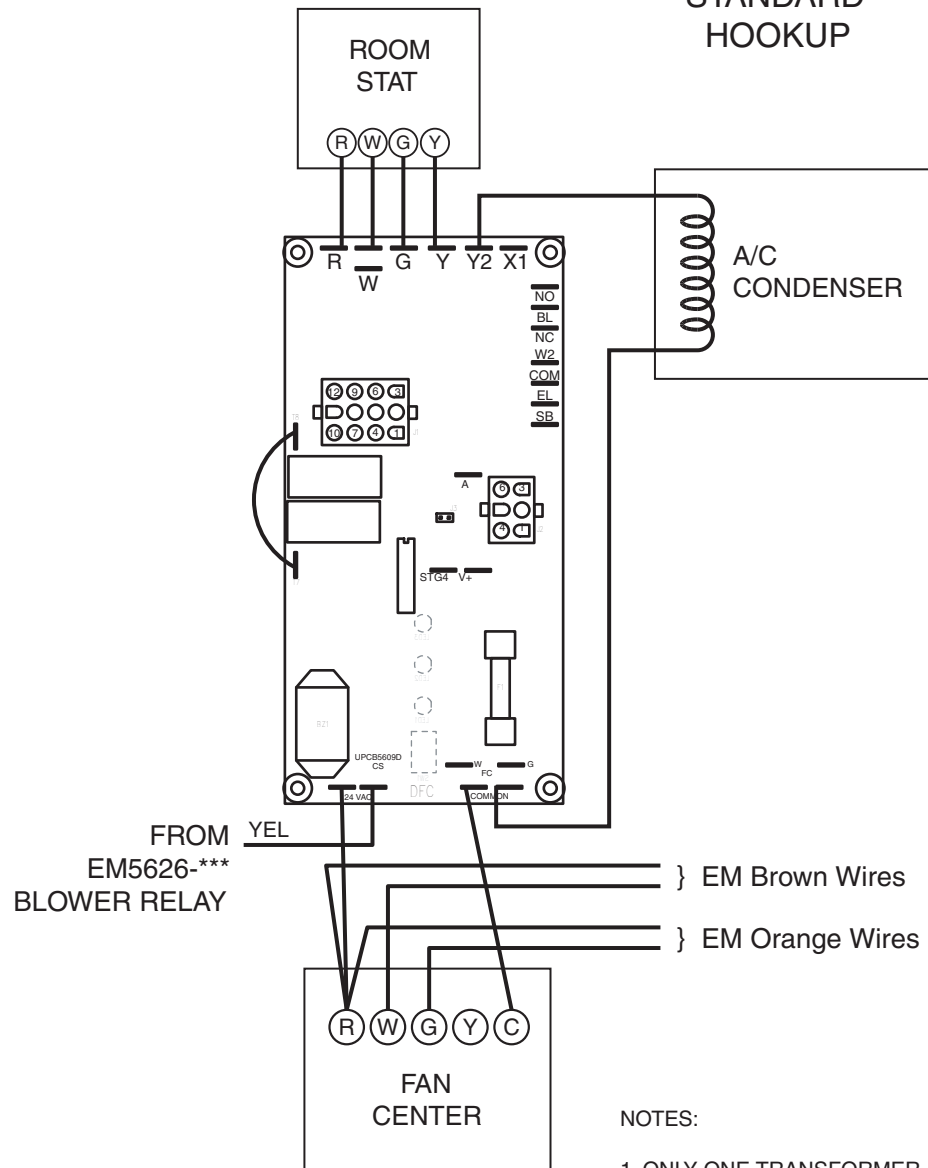 STANDARD
HOOKUP
ROOM
STAT
R W G Y
A/C
CONDENSER
R W G Y Y2 X1
NO
BL
NC
W2
COM
EL
SB
12 9 6 3
10 7 4 1
A
6 3
4 1
STG4 V+
BZ1
UPCB5609D
CS
W FC G
24 VAC
DFC
COMMON
FROM
EM5626-***
BLOWER RELAY
YEL
} EM Brown Wires
} EM Orange Wires
R W G Y C
FAN
CENTER
NOTES:
1. ONLY ONE TRANSFORMER